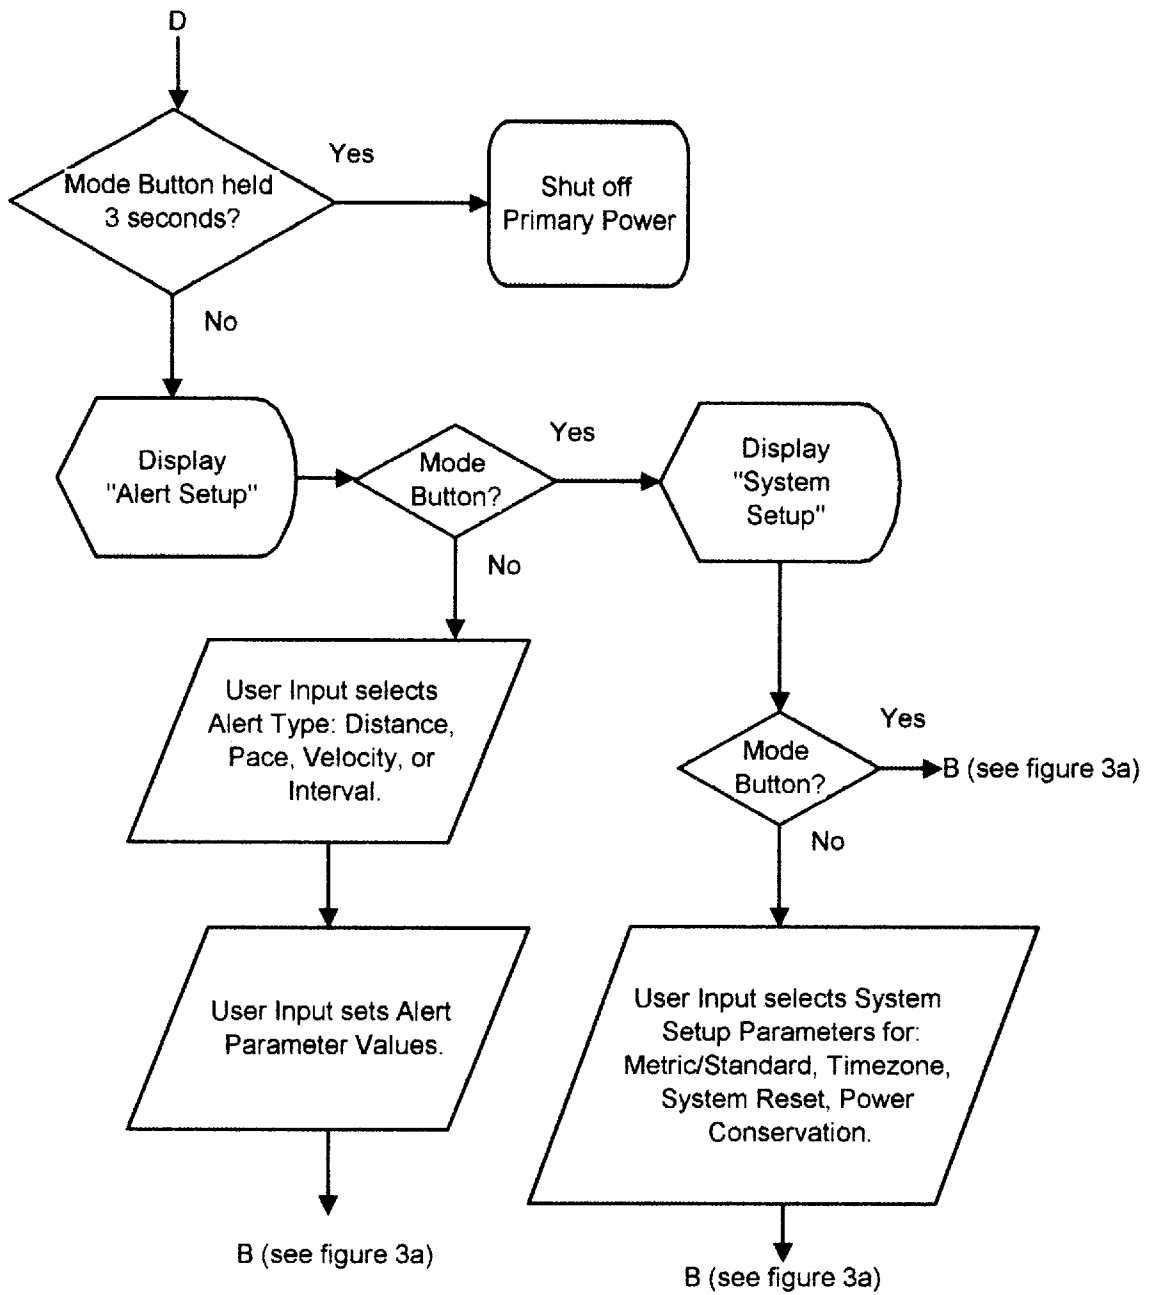 D
Yes
Mode Button held
3 seconds?
Shut off
Primary Power
No
Display
"Alert Setup"
Mode
Button?
Yes
Display
"System
Setup"
No
User Input selects
Alert Type: Distance,
Pace, Velocity, or
Interval.
Mode
Button?
Yes
B (see figure 3a)
No
User Input sets Alert
Parameter Values.
User Input selects System
Setup Parameters for:
Metric/Standard, Timezone,
System Reset, Power
Conservation.
B (see figure 3a)
B (see figure 3a)